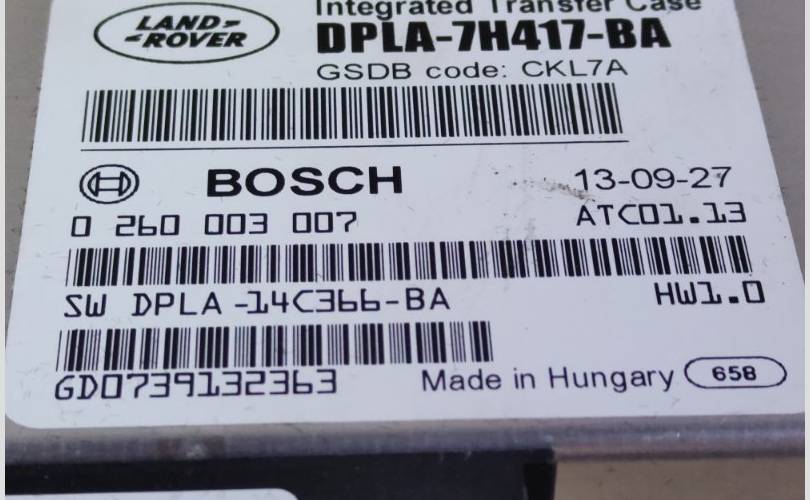 LAND-
-ROVER
Integrated Transfer Case
DPLA-7H417-BA
GSDB code: CKL7A
BOSCH 13-09-27
0 260 003 007 ATC01.13
SW DPLA-14C366-BA HW1.0
GD0739132363 Made in Hungary 658